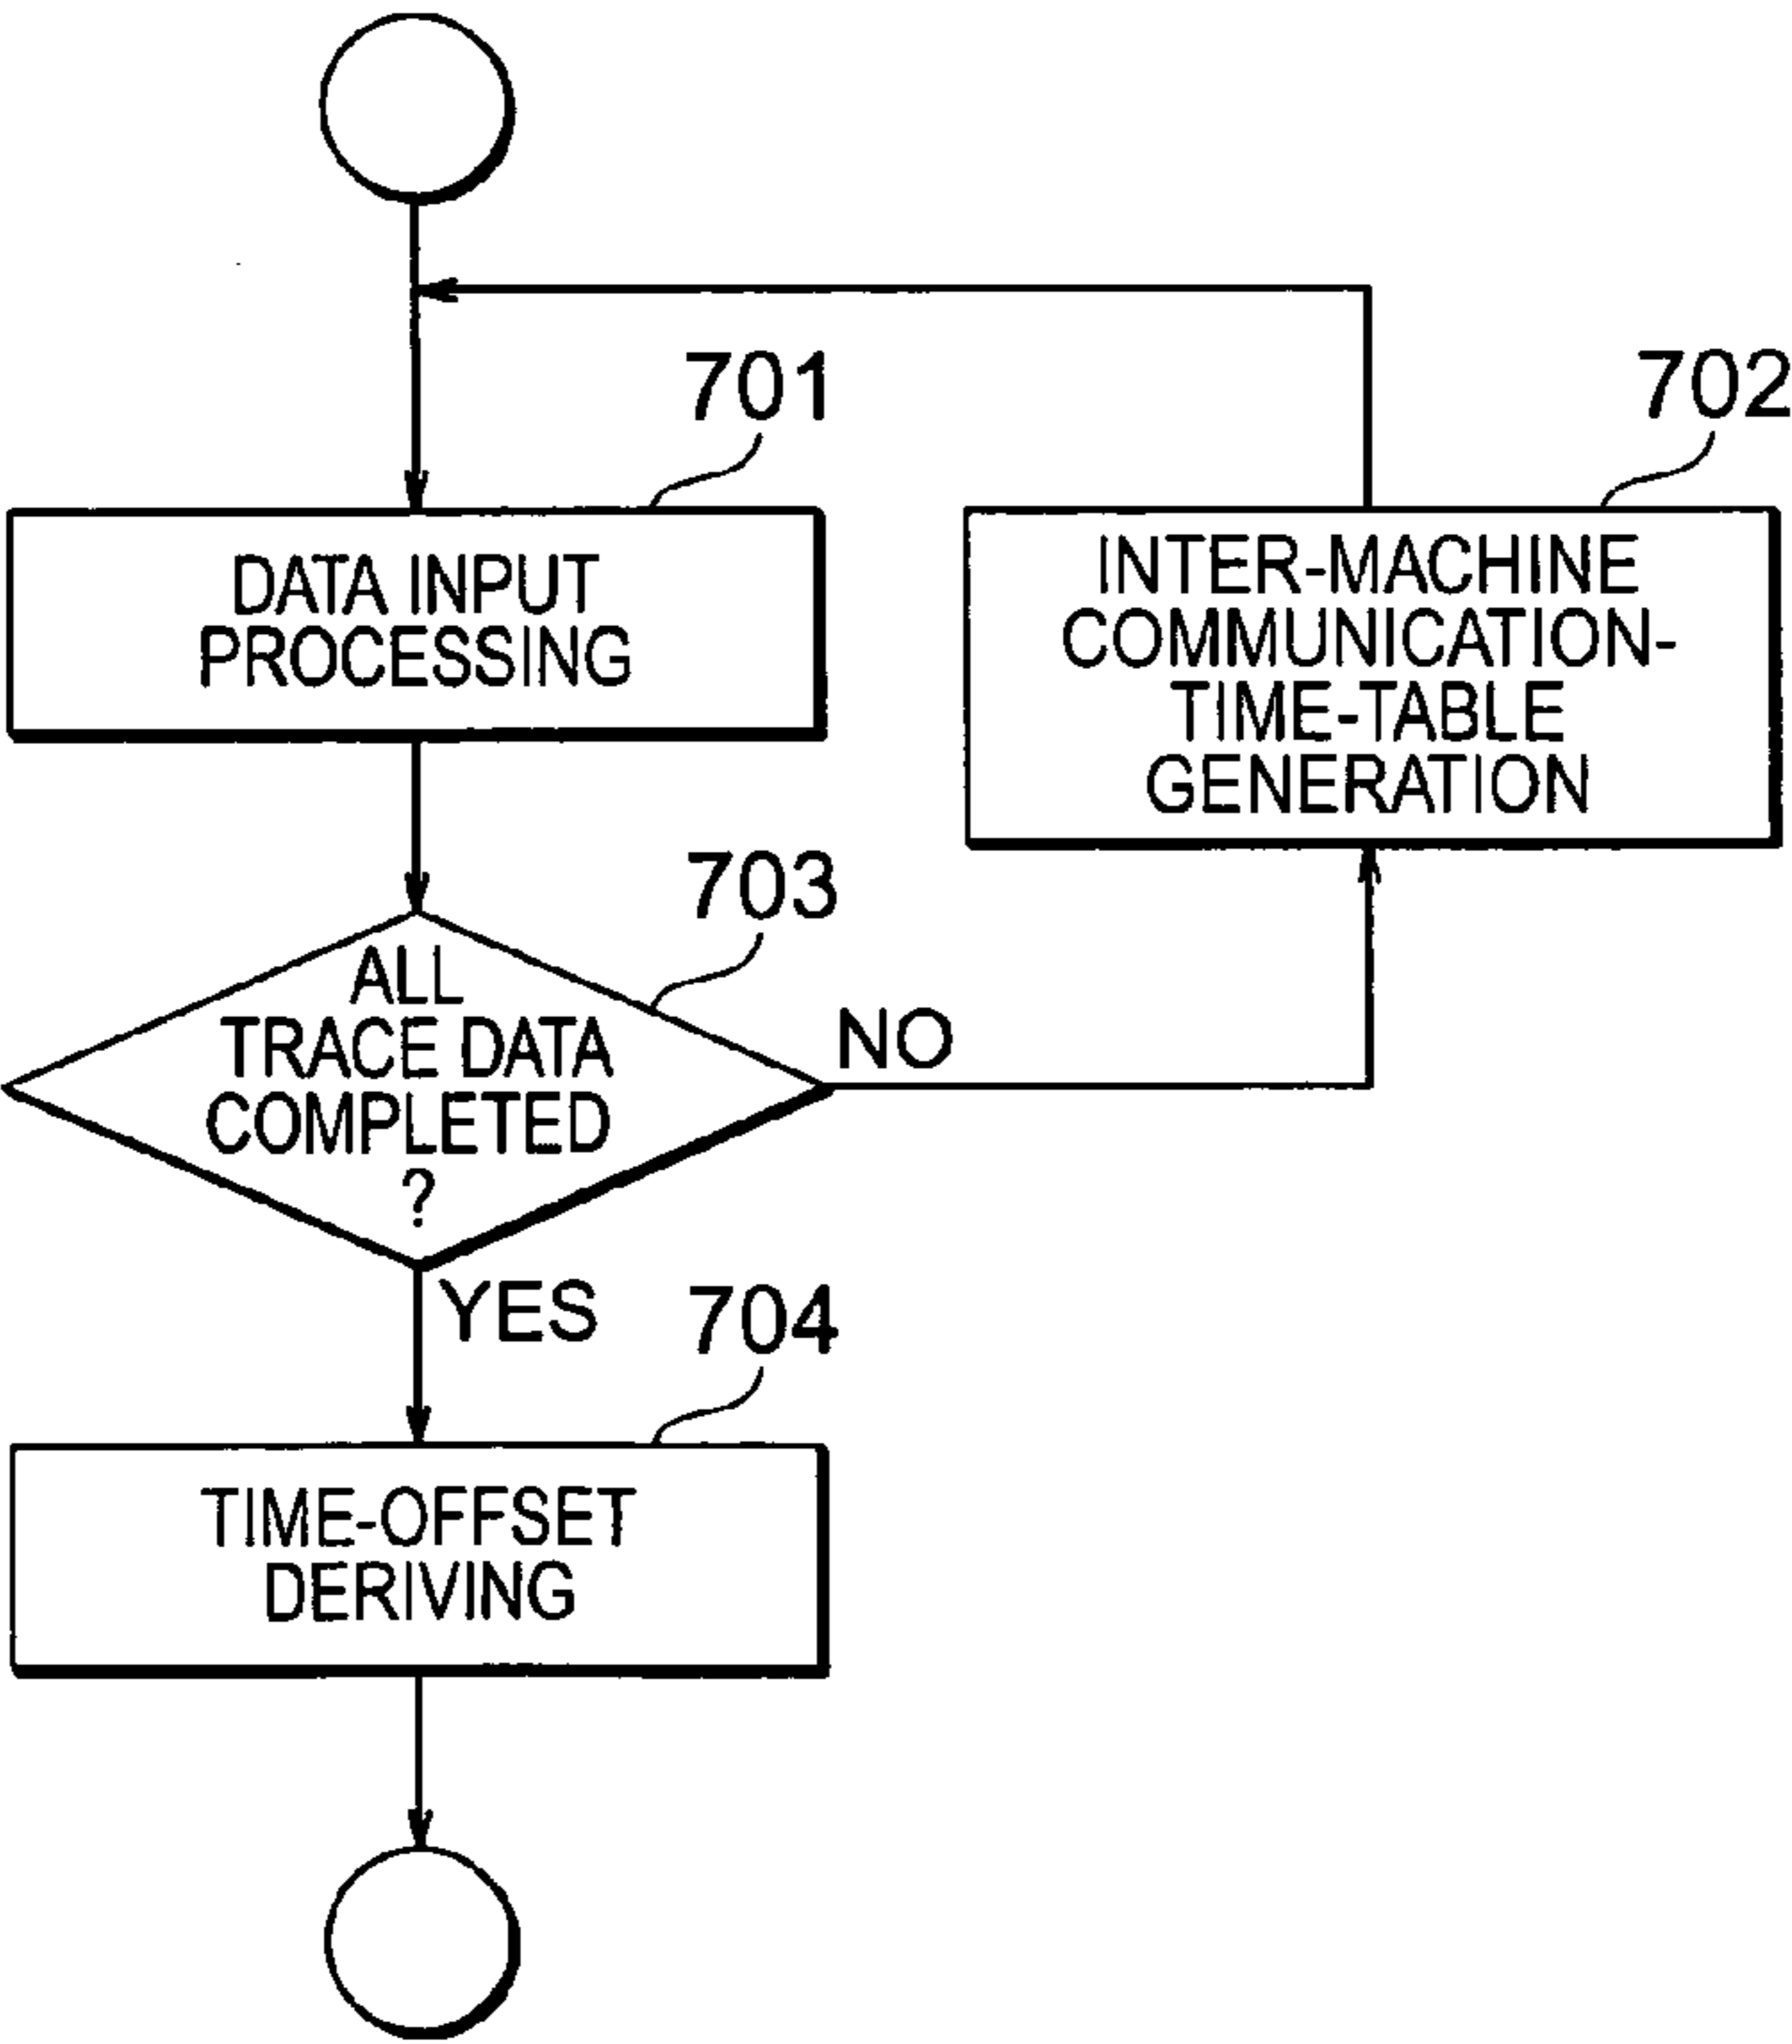 701
DATA INPUT
PROCESSING
702
INTER-MACHINE
COMMUNICATION-
TIME-TABLE
GENERATION
703
ALL
TRACE DATA
COMPLETED
?
NO
YES
704
TIME-OFFSET
DERIVING